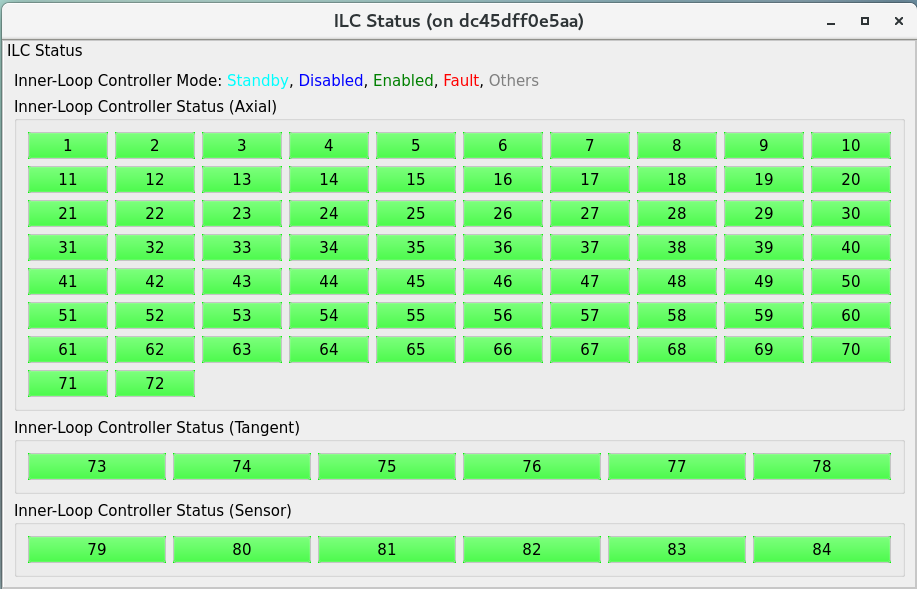 ILC Status (on dc45dff0e5aa)
ILC Status
Inner-Loop Controller Mode: Standby, Disabled, Enabled, Fault, Others
Inner-Loop Controller Status (Axial)
1 2 3 4 5 6 7 8 9 10
11 12 13 14 15 16 17 18 19 20
21 22 23 24 25 26 27 28 29 30
31 32 33 34 35 36 37 38 39 40
41 42 43 44 45 46 47 48 49 50
51 52 53 54 55 56 57 58 59 60
61 62 63 64 65 66 67 68 69 70
71 72
Inner-Loop Controller Status (Tangent)
73 74 75 76 77 78
Inner-Loop Controller Status (Sensor)
79 80 81 82 83 84